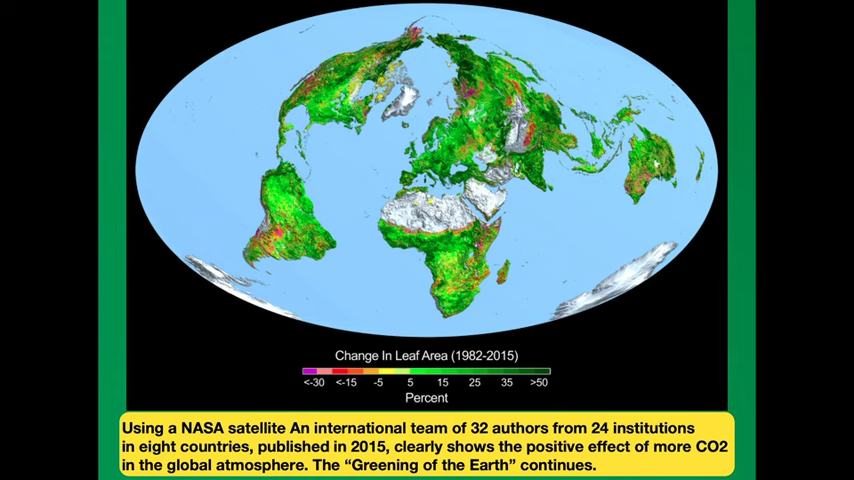 Change In Leaf Area (1982-2015)
<-30 <-15 -5 5 15 25 35 >50
Percent
Using a NASA satellite An international team of 32 authors from 24 institutions
in eight countries, published in 2015, clearly shows the positive effect of more CO2
in the global atmosphere. The “Greening of the Earth” continues.